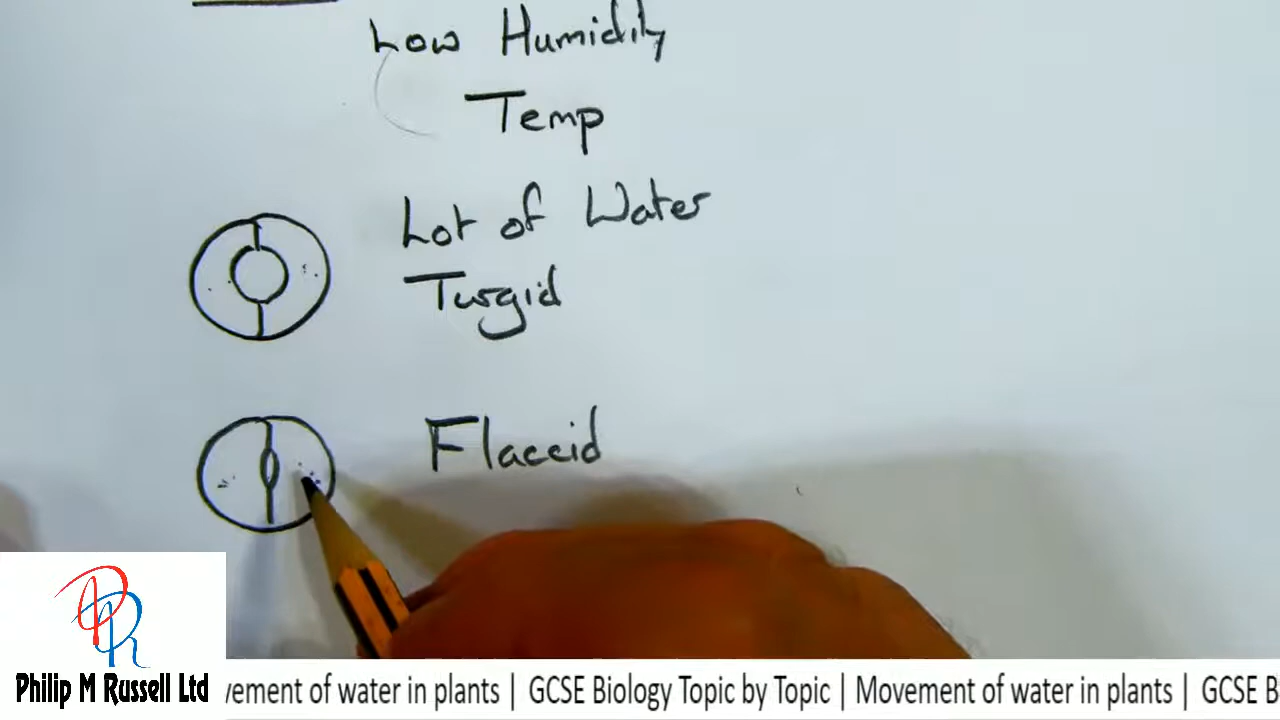 Low Humidity
Temp
Lot of Water
Turgid
Flaccid
Philip M Russell Ltd
vement of water in plants | GCSE Biology Topic by Topic | Movement of water in plants | GCSE B